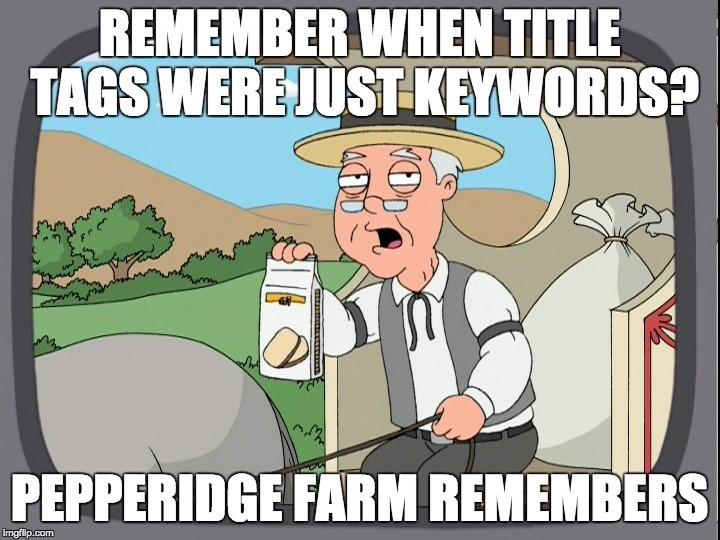 REMEMBER WHEN TITLE
TAGS WERE JUST KEYWORDS?
PEPPERIDGE FARM REMEMBERS
imgflip.com